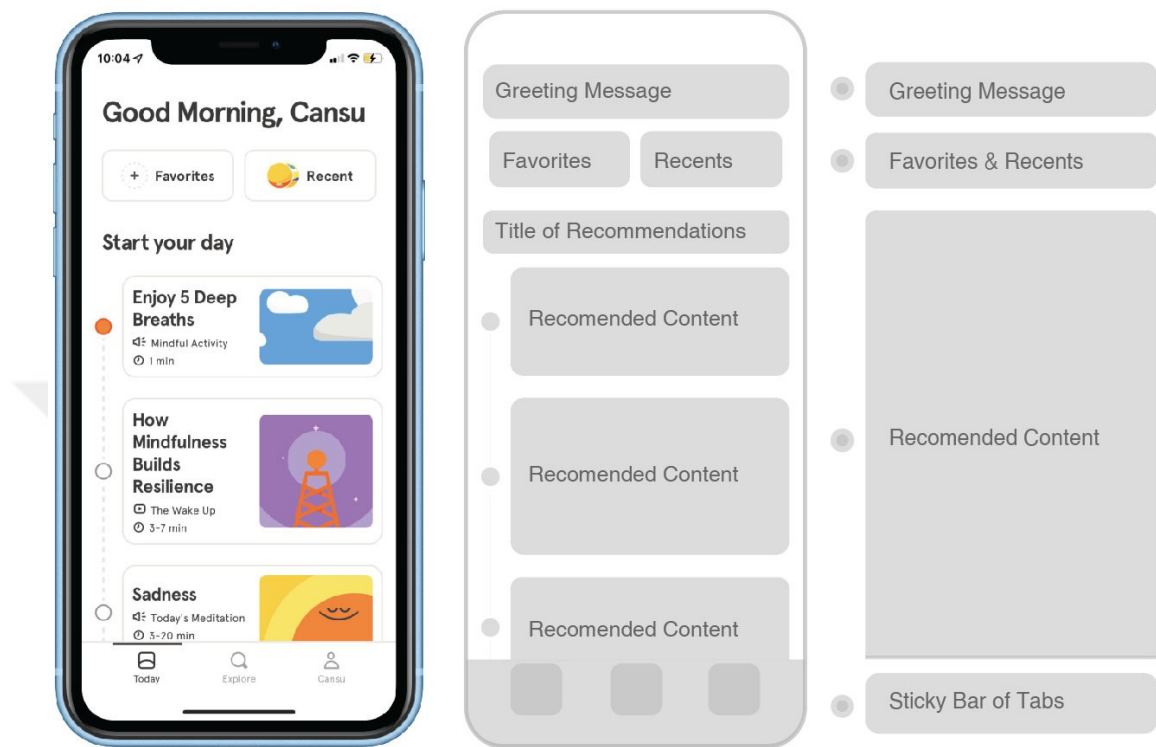 10:04
Good Morning, Cansu
Favorites
Recent
Start your day
Enjoy 5 Deep
Breaths
Mindful Activity
1 min
How
Mindfulness
Builds
Resilience
The Wake Up
3-7 min
Sadness
Today's Meditation
3-20 min
Today
Explore
Cansu
Greeting Message
Favorites
Recents
Title of Recommendations
Recomended Content
Recomended Content
Recomended Content
Greeting Message
Favorites & Recents
Recomended Content
Sticky Bar of Tabs